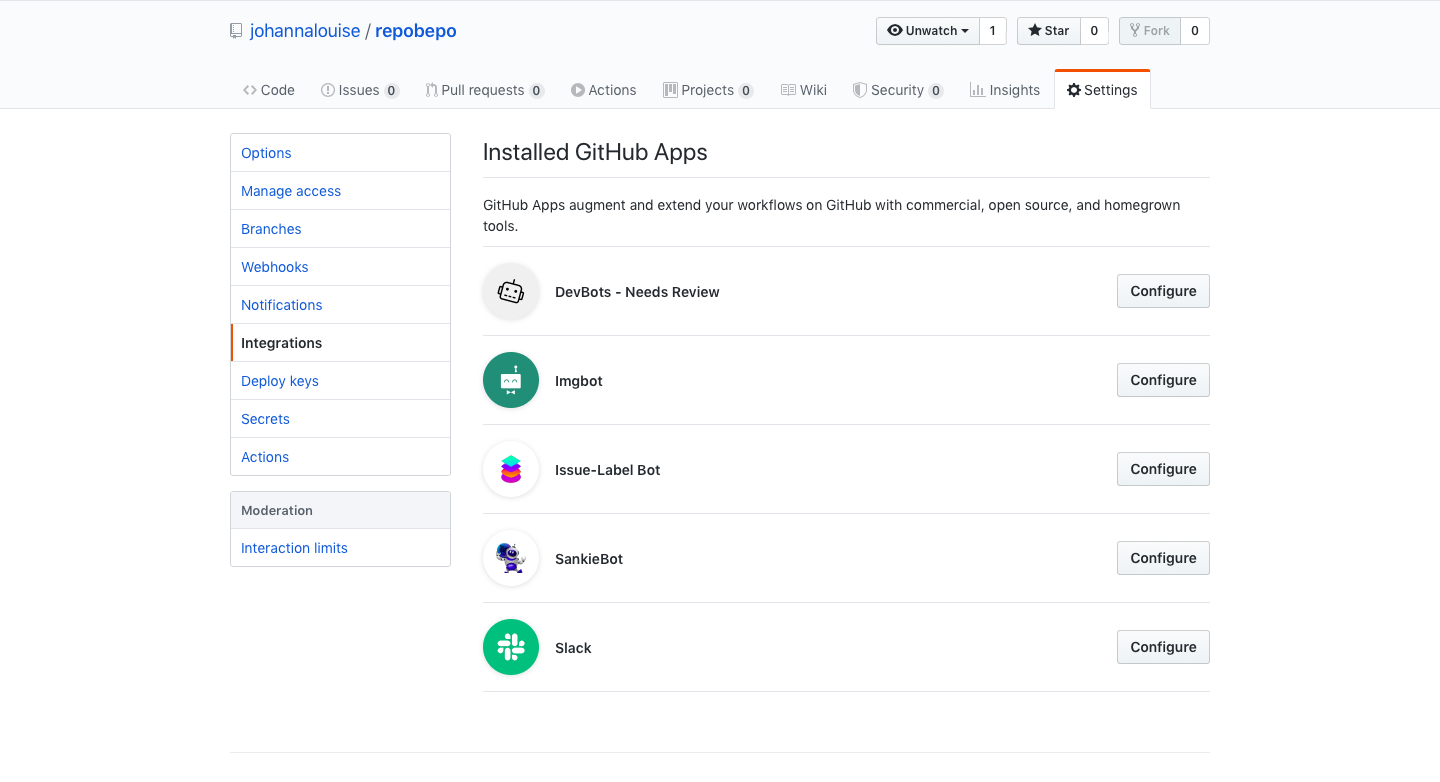 johannalouise / repobepo
Unwatch 1 Star 0 Fork 0
Code Issues 0 Pull requests 0 Actions Projects 0 Wiki Security 0 Insights Settings
Options
Manage access
Branches
Webhooks
Notifications
Integrations
Deploy keys
Secrets
Actions
Moderation
Interaction limits
Installed GitHub Apps
GitHub Apps augment and extend your workflows on GitHub with commercial, open source, and homegrown
tools.
DevBots - Needs Review Configure
Imgbot Configure
Issue-Label Bot Configure
SankieBot Configure
Slack Configure